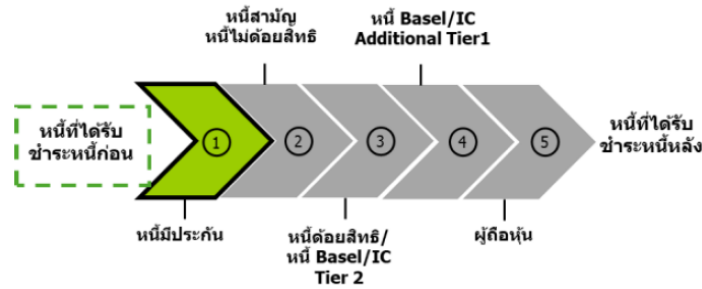 หนี้สามัญ
หนี้ไม่ด้อยสิทธิ
หนี้ Basel/IC
Additional Tier1
หนี้ที่ได้รับ
ชำระหนี้ก่อน
1
2
3
4
5
หนี้ที่ได้รับ
ชำระหนี้หลัง
หนี้มีประกัน
หนี้ด้อยสิทธิ/
หนี้ Basel/IC
Tier 2
ผู้ถือหุ้น